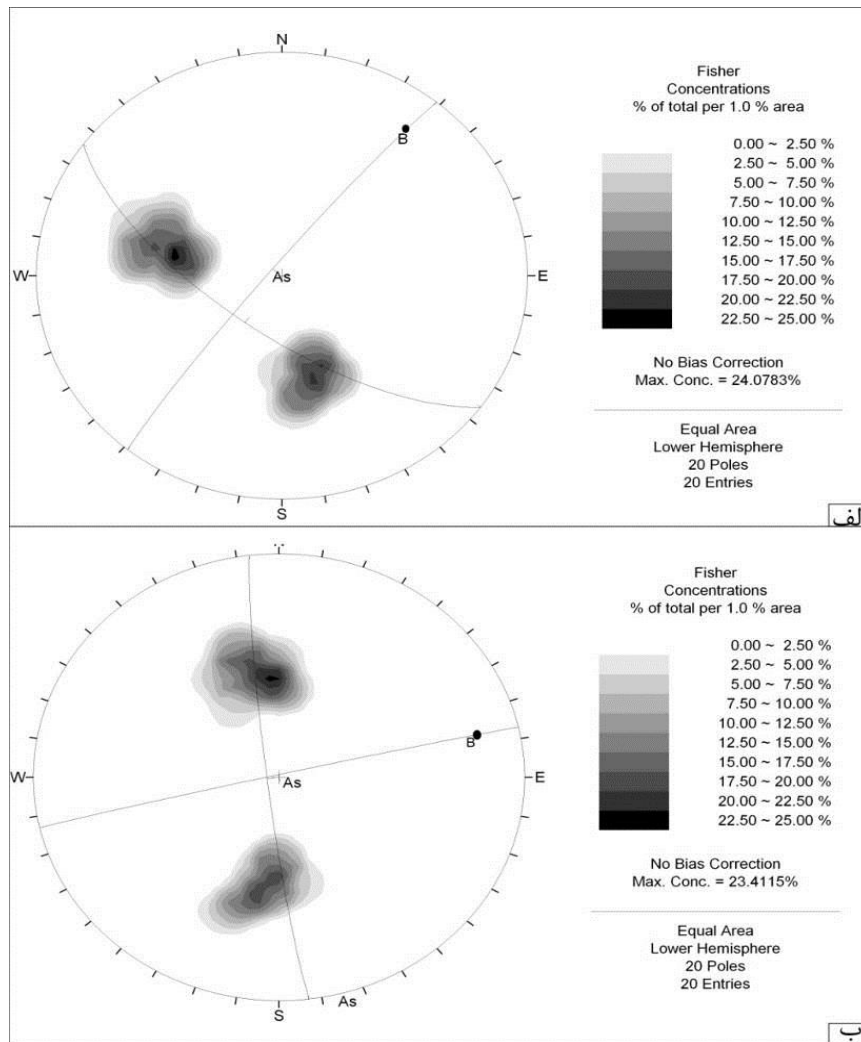 N
B
W
As
E
S
Fisher
Concentrations
% of total per 1.0 % area
0.00 ~ 2.50 %
2.50 ~ 5.00 %
5.00 ~ 7.50 %
7.50 ~ 10.00 %
10.00 ~ 12.50 %
12.50 ~ 15.00 %
15.00 ~ 17.50 %
17.50 ~ 20.00 %
20.00 ~ 22.50 %
22.50 ~ 25.00 %
No Bias Correction
Max. Conc. = 24.0783%
Equal Area
Lower Hemisphere
20 Poles
20 Entries
الف
B
W
As
E
As
S
Fisher
Concentrations
% of total per 1.0 % area
0.00 ~ 2.50 %
2.50 ~ 5.00 %
5.00 ~ 7.50 %
7.50 ~ 10.00 %
10.00 ~ 12.50 %
12.50 ~ 15.00 %
15.00 ~ 17.50 %
17.50 ~ 20.00 %
20.00 ~ 22.50 %
22.50 ~ 25.00 %
No Bias Correction
Max. Conc. = 23.4115%
Equal Area
Lower Hemisphere
20 Poles
20 Entries
ب